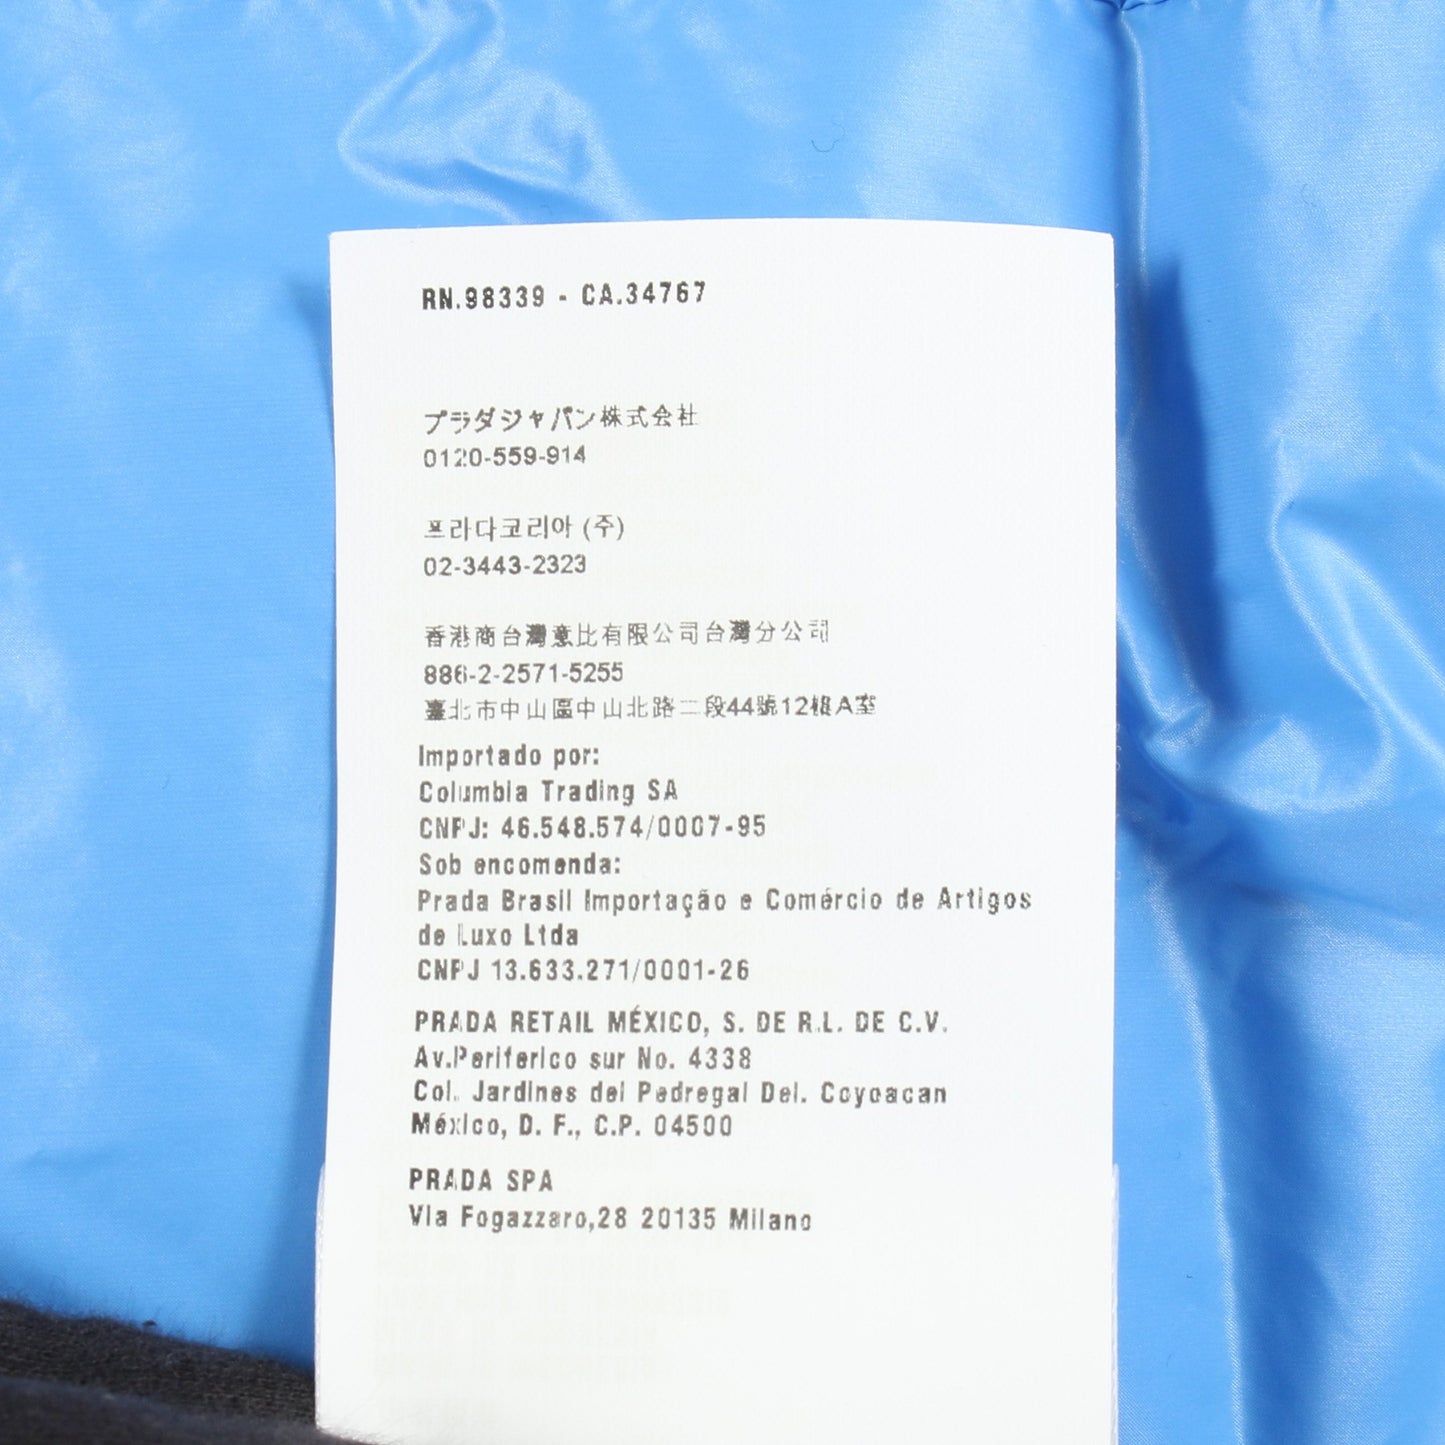 RN.98339 - CA.34767
プラダジャパン株式会社
0120-559-914
프라다코리아 (주)
02-3443-2323
香港商台灣意比有限公司台灣分公司
886-2-2571-5255
臺北市中山區中山北路二段44號12樓A室
Importado por:
Columbia Trading SA
CNPJ: 46.548.574/0007-95
Sob encomenda:
Prada Brasil Importação e Comércio de Artigos
de Luxo Ltda
CNPJ 13.633.271/0001-26
PRADA RETAIL MÉXICO, S. DE R.L. DE C.V.
Av.Periferico sur No. 4338
Col. Jardines del Pedregal Del. Coyoacan
México, D. F., C.P. 04500
PRADA SPA
Via Fogazzaro,28 20135 Milano